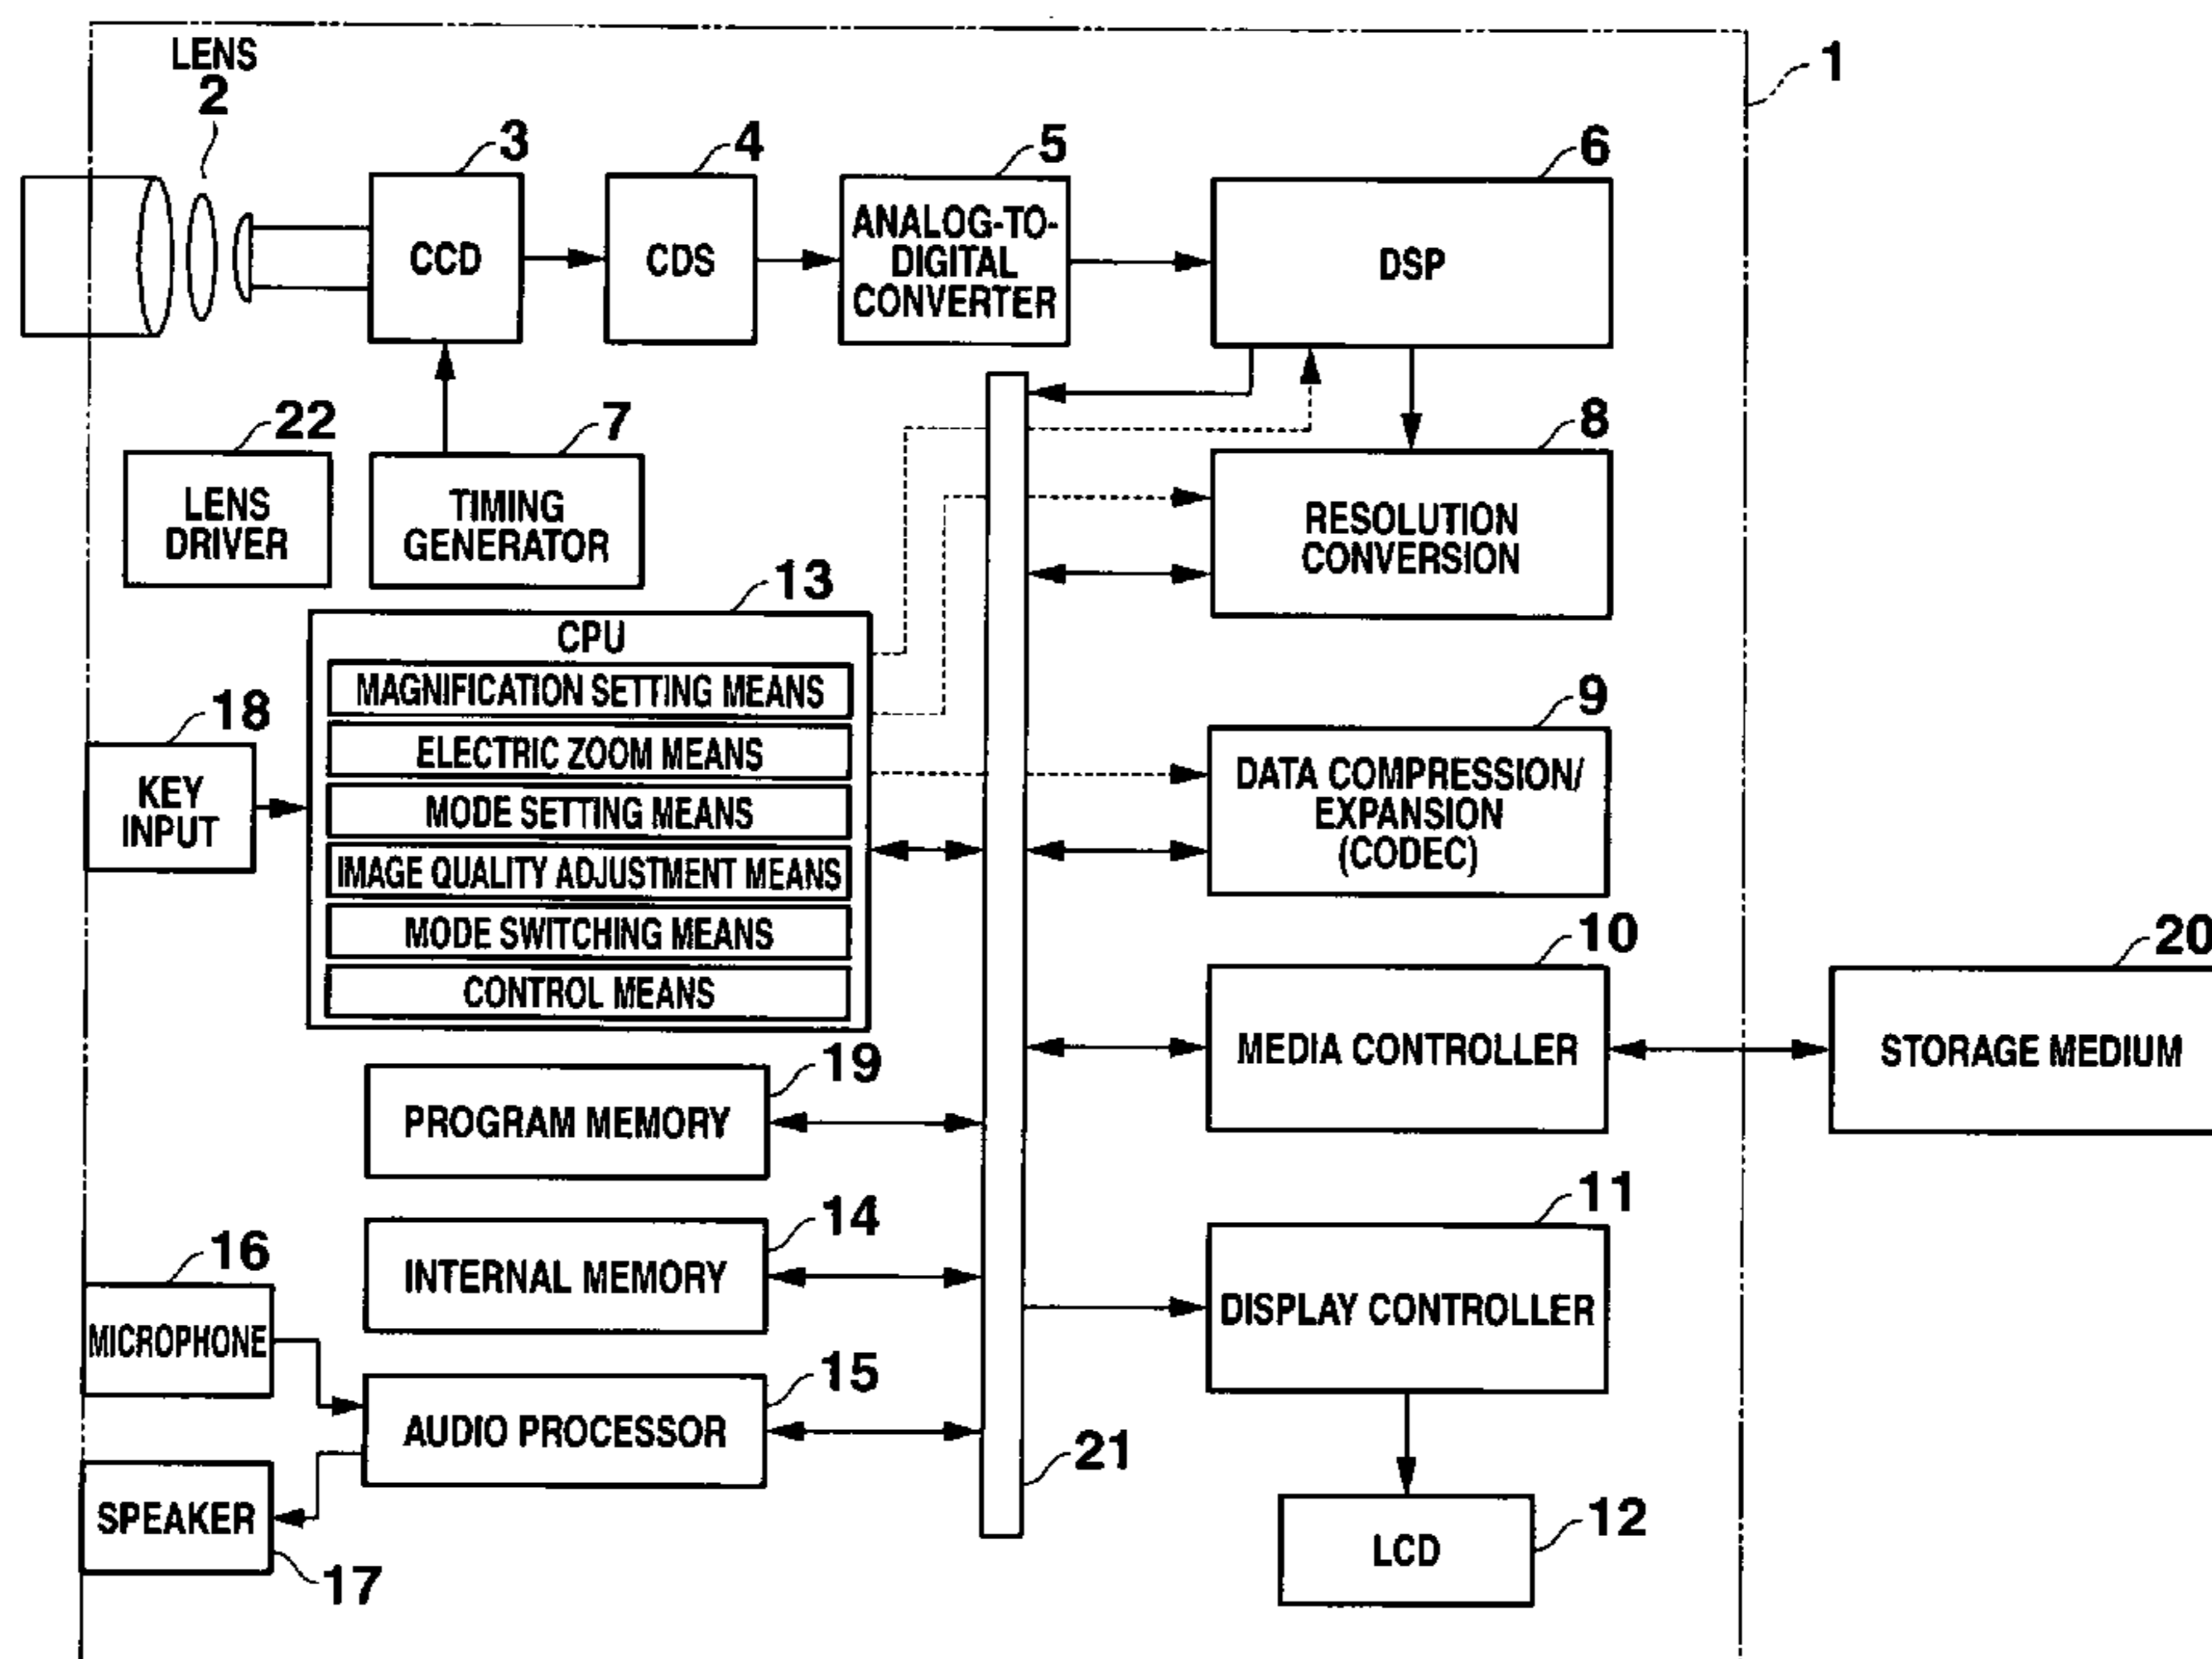 LENS
2
1
3
4
5
6
CCD
CDS
ANALOG-TO-
DIGITAL
CONVERTER
DSP
22
7
8
LENS
DRIVER
TIMING
GENERATOR
RESOLUTION
CONVERSION
13
CPU
MAGNIFICATION SETTING MEANS
ELECTRIC ZOOM MEANS
MODE SETTING MEANS
IMAGE QUALITY ADJUSTMENT MEANS
MODE SWITCHING MEANS
CONTROL MEANS
18
KEY
INPUT
9
DATA COMPRESSION/
EXPANSION
(CODEC)
10
MEDIA CONTROLLER
20
STORAGE MEDIUM
19
PROGRAM MEMORY
14
INTERNAL MEMORY
11
DISPLAY CONTROLLER
16
MICROPHONE
15
AUDIO PROCESSOR
21
SPEAKER
17
12
LCD